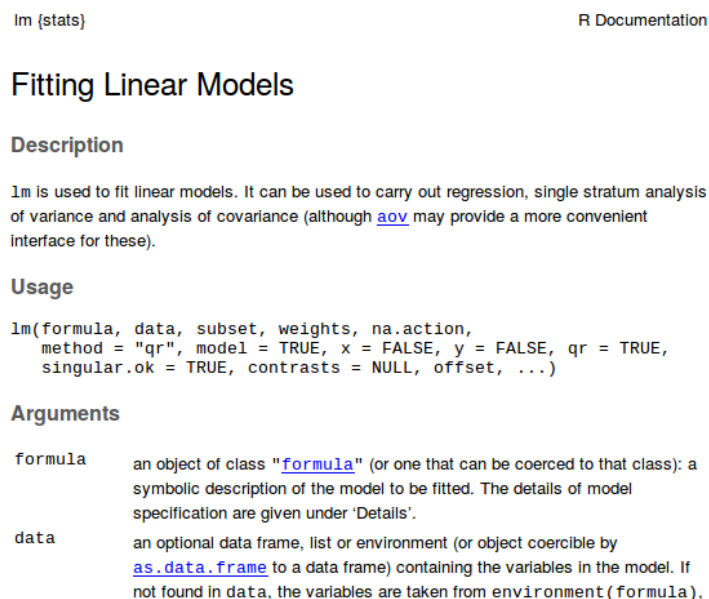 lm {stats} R Documentation
Fitting Linear Models
Description
lm is used to fit linear models. It can be used to carry out regression, single stratum analysis
of variance and analysis of covariance (although aov may provide a more convenient
interface for these).
Usage
lm(formula, data, subset, weights, na.action,
   method = "qr", model = TRUE, x = FALSE, y = FALSE, qr = TRUE,
   singular.ok = TRUE, contrasts = NULL, offset, ...)
Arguments
formula an object of class "formula" (or one that can be coerced to that class): a
symbolic description of the model to be fitted. The details of model
specification are given under ‘Details’.
data an optional data frame, list or environment (or object coercible by
as.data.frame to a data frame) containing the variables in the model. If
not found in data, the variables are taken from environment(formula),